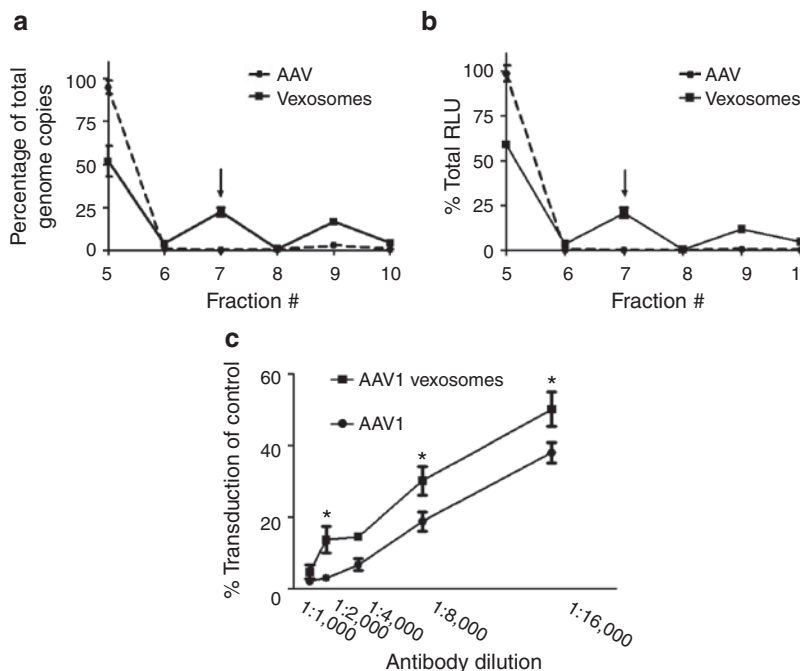 a
Percentage of total
genome copies
100
75
50
25
0
AAV
Vexosomes
5 6 7 8 9 10
Fraction #
b
% Total RLU
100
75
50
25
0
AAV
Vexosomes
5 6 7 8 9 1
Fraction #
c
% Transduction of control
60
40
20
0
AAV1 vexosomes
AAV1
* * *
1:1,000 1:2,000 1:4,000 1:8,000 1:16,000
Antibody dilution